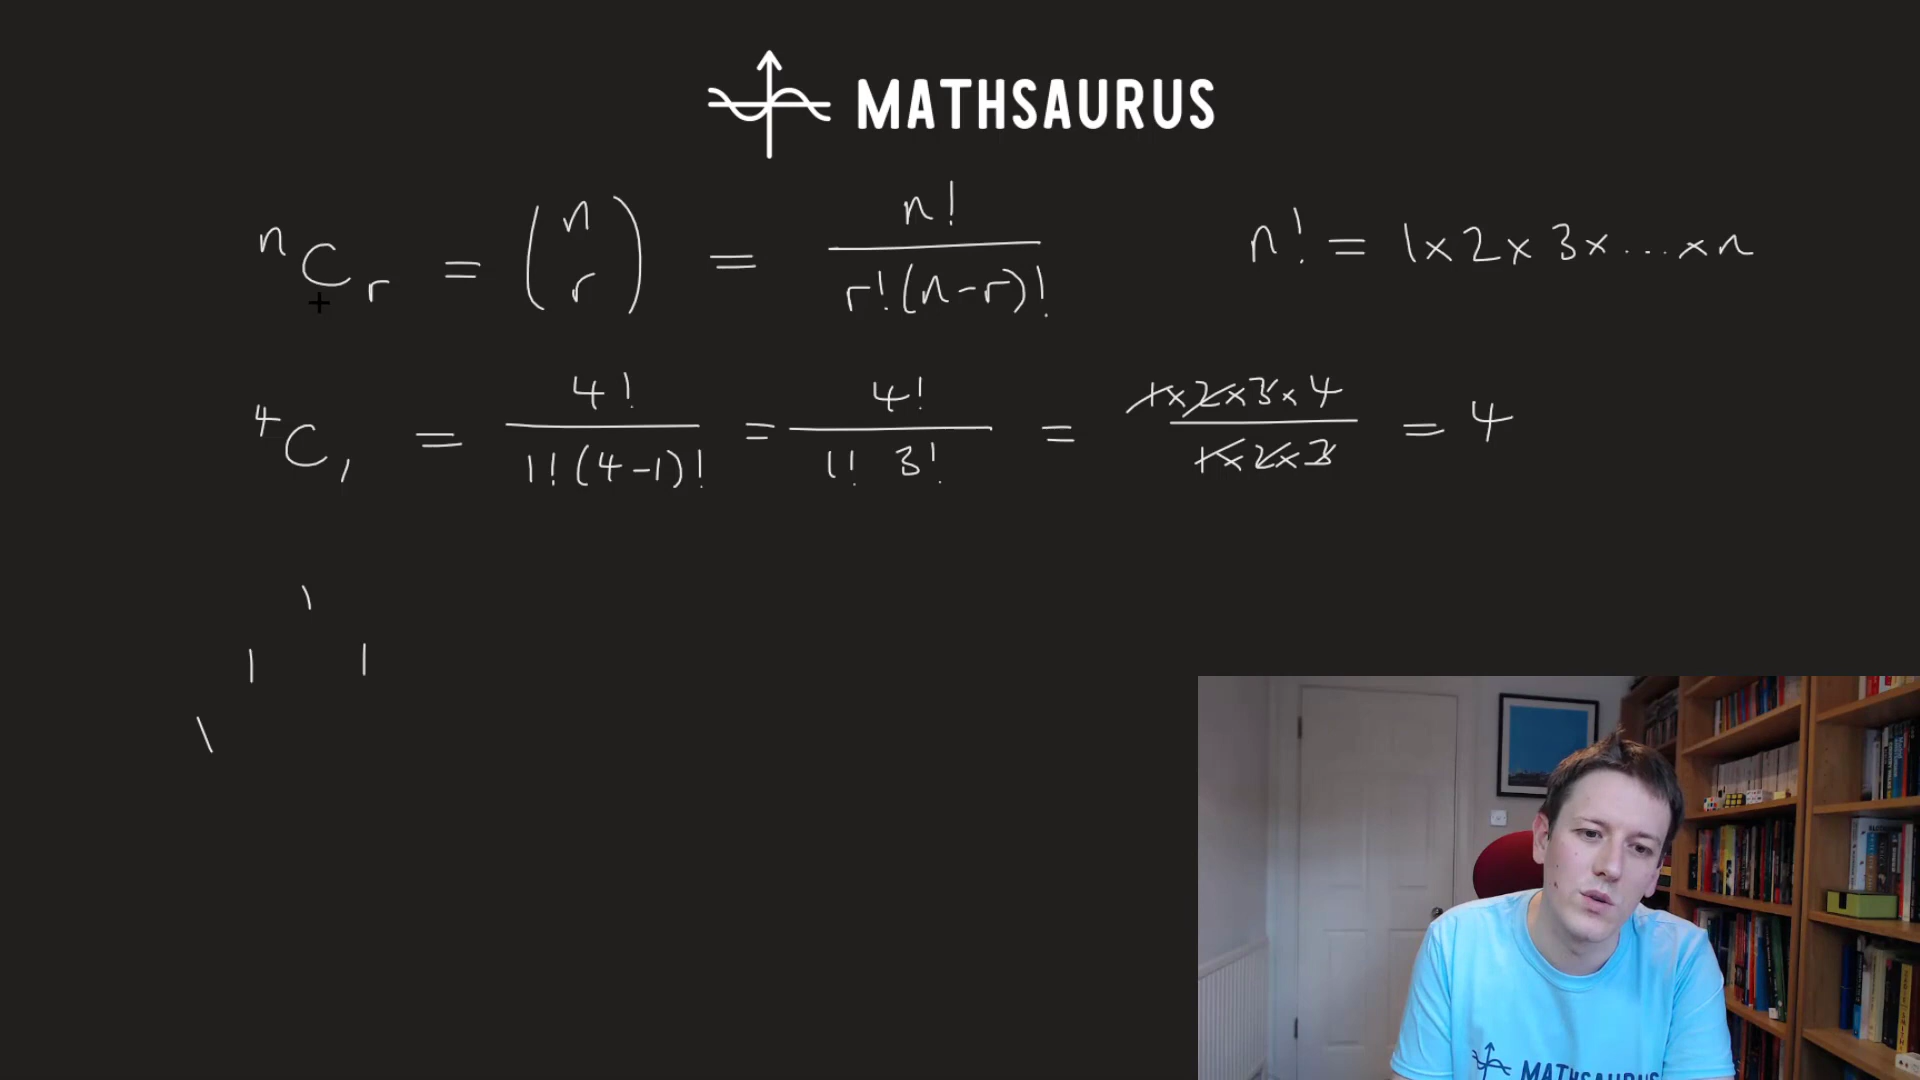 MATHSAURUS
ⁿCᵣ = (n r) = n! / r!(n-r)!    n! = 1×2×3×...×n
⁴C₁ = 4! / 1!(4-1)! = 4! / 1! 3! = 1×2×3×4 / 1×2×3 = 4
1
1 1
1
MATHSAURUS